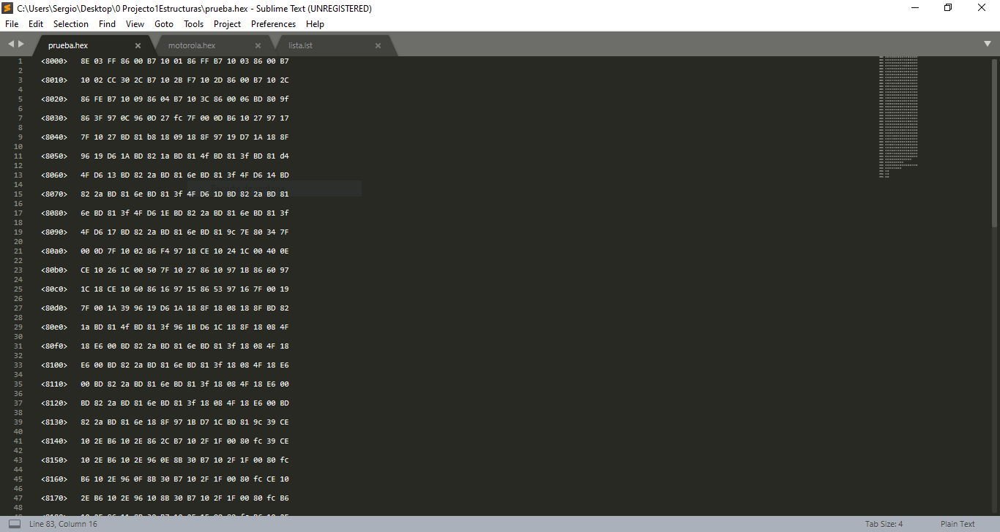 C:\Users\Sergio\Desktop\0 Projecto1Estructuras\prueba.hex - Sublime Text (UNREGISTERED)
File Edit Selection Find View Goto Tools Project Preferences Help
prueba.hex motorola.hex lista.lst
1 <8000> 8E 03 FF 86 00 B7 10 01 86 FF B7 10 03 86 00 B7
2
3 <8010> 10 02 CC 30 2C B7 10 2B F7 10 2D 86 00 B7 10 2C
4
5 <8020> 86 FE B7 10 09 86 04 B7 10 3C 86 00 06 BD 80 9f
6
7 <8030> 86 3F 97 0C 96 0D 27 fc 7F 00 0D B6 10 27 97 17
8
9 <8040> 7F 10 27 BD 81 b8 18 09 18 8F 97 19 D7 1A 18 8F
10
11 <8050> 96 19 D6 1A BD 82 1a BD 81 4f BD 81 3f BD 81 d4
12
13 <8060> 4F D6 13 BD 82 2a BD 81 6e BD 81 3f 4F D6 14 BD
14
15 <8070> 82 2a BD 81 6e BD 81 3f 4F D6 1D BD 82 2a BD 81
16
17 <8080> 6e BD 81 3f 4F D6 1E BD 82 2a BD 81 6e BD 81 3f
18
19 <8090> 4F D6 17 BD 82 2a BD 81 6e BD 81 9c 7E 80 34 7F
20
21 <80a0> 00 0D 7F 10 02 86 F4 97 18 CE 10 24 1C 00 40 0E
22
23 <80b0> CE 10 26 1C 00 50 7F 10 27 86 10 97 1B 86 60 97
24
25 <80c0> 1C 18 CE 10 60 86 16 97 15 86 53 97 16 7F 00 19
26
27 <80d0> 7F 00 1A 39 96 19 D6 1A 18 8F 18 08 18 8F BD 82
28
29 <80e0> 1a BD 81 4f BD 81 3f 96 1B D6 1C 18 8F 18 08 4F
30
31 <80f0> 18 E6 00 BD 82 2a BD 81 6e BD 81 3f 18 08 4F 18
32
33 <8100> E6 00 BD 82 2a BD 81 6e BD 81 3f 18 08 4F 18 E6
34
35 <8110> 00 BD 82 2a BD 81 6e BD 81 3f 18 08 4F 18 E6 00
36
37 <8120> BD 82 2a BD 81 6e BD 81 3f 18 08 4F 18 E6 00 BD
38
39 <8130> 82 2a BD 81 6e 18 8F 97 1B D7 1C BD 81 9c 39 CE
40
41 <8140> 10 2E B6 10 2E 86 2C B7 10 2F 1F 00 80 fc 39 CE
42
43 <8150> 10 2E B6 10 2E 96 0E 8B 30 B7 10 2F 1F 00 80 fc
44
45 <8160> B6 10 2E 96 0F 8B 30 B7 10 2F 1F 00 80 fc CE 10
46
47 <8170> 2E B6 10 2E 96 10 8B 30 B7 10 2F 1F 00 80 fc B6
48
Line 83, Column 16 Tab Size: 4 Plain Text